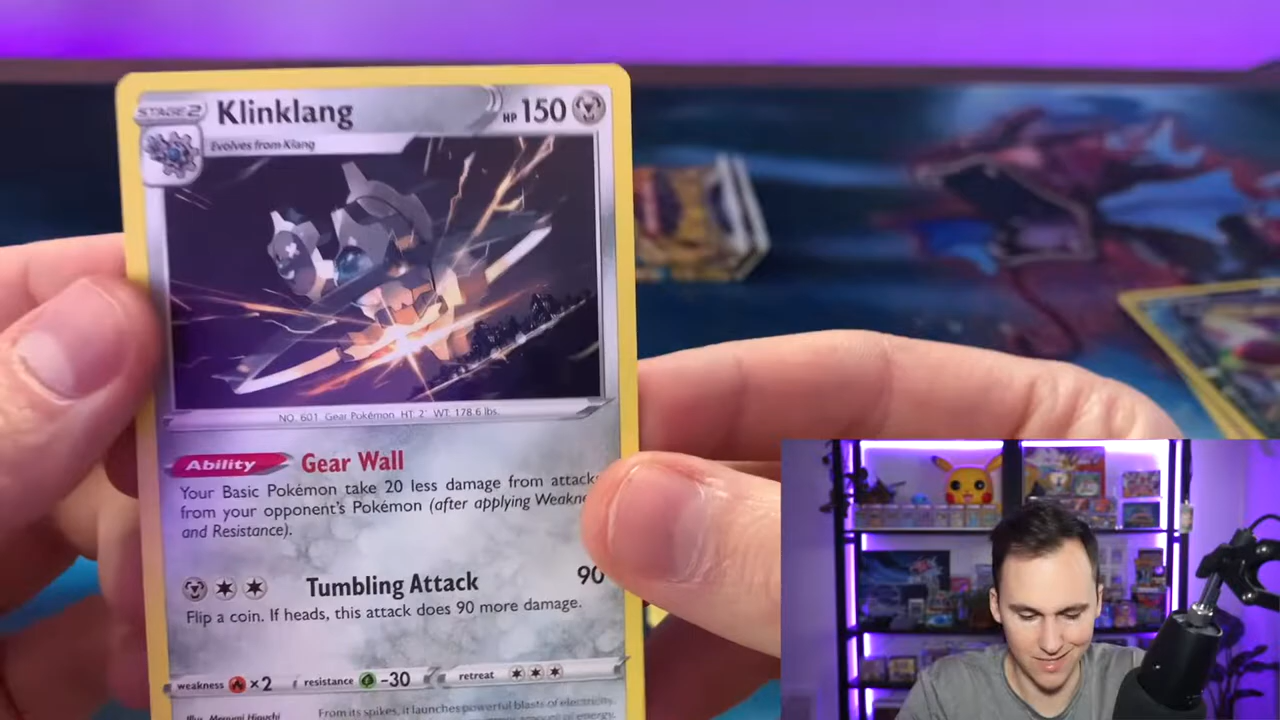 STAGE 2
Klinklang
HP 150
Evolves from Klang
NO. 601 Gear Pokémon HT: 2' WT: 178.6 lbs.
Ability Gear Wall
Your Basic Pokémon take 20 less damage from attacks
from your opponent's Pokémon (after applying Weakne
and Resistance).
Tumbling Attack 90
Flip a coin. If heads, this attack does 90 more damage.
weakness ×2 resistance -30 retreat
Illus. Megumi Higuchi
From its spikes, it launches powerful blasts of electricity.